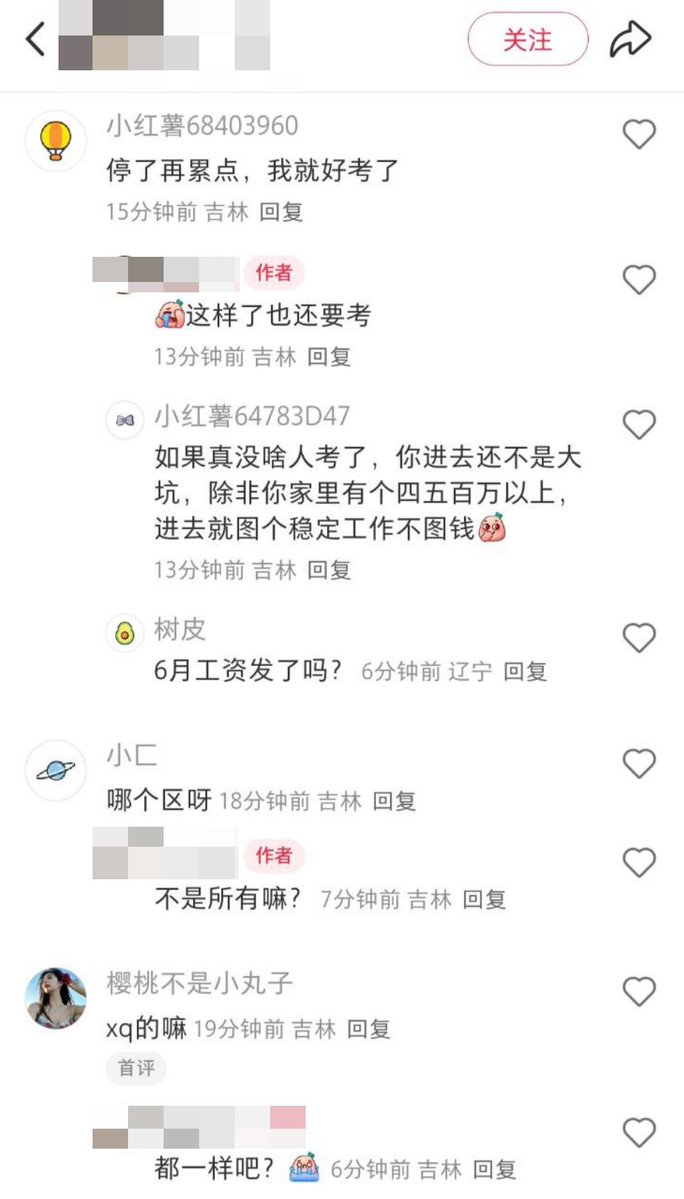 关注
小红薯68403960
停了再累点，我就好考了
15分钟前 吉林 回复
作者
这样了也还要考
13分钟前 吉林 回复
小红薯64783D47
如果真没啥人考了，你进去还不是大
坑，除非你家里有个四五百万以上，
进去就图个稳定工作不图钱
13分钟前 吉林 回复
树皮
6月工资发了吗？ 6分钟前 辽宁 回复
小匚
哪个区呀 18分钟前 吉林 回复
作者
不是所有嘛？ 7分钟前 吉林 回复
樱桃不是小丸子
xq的嘛 19分钟前 吉林 回复
首评
都一样吧？ 6分钟前 吉林 回复